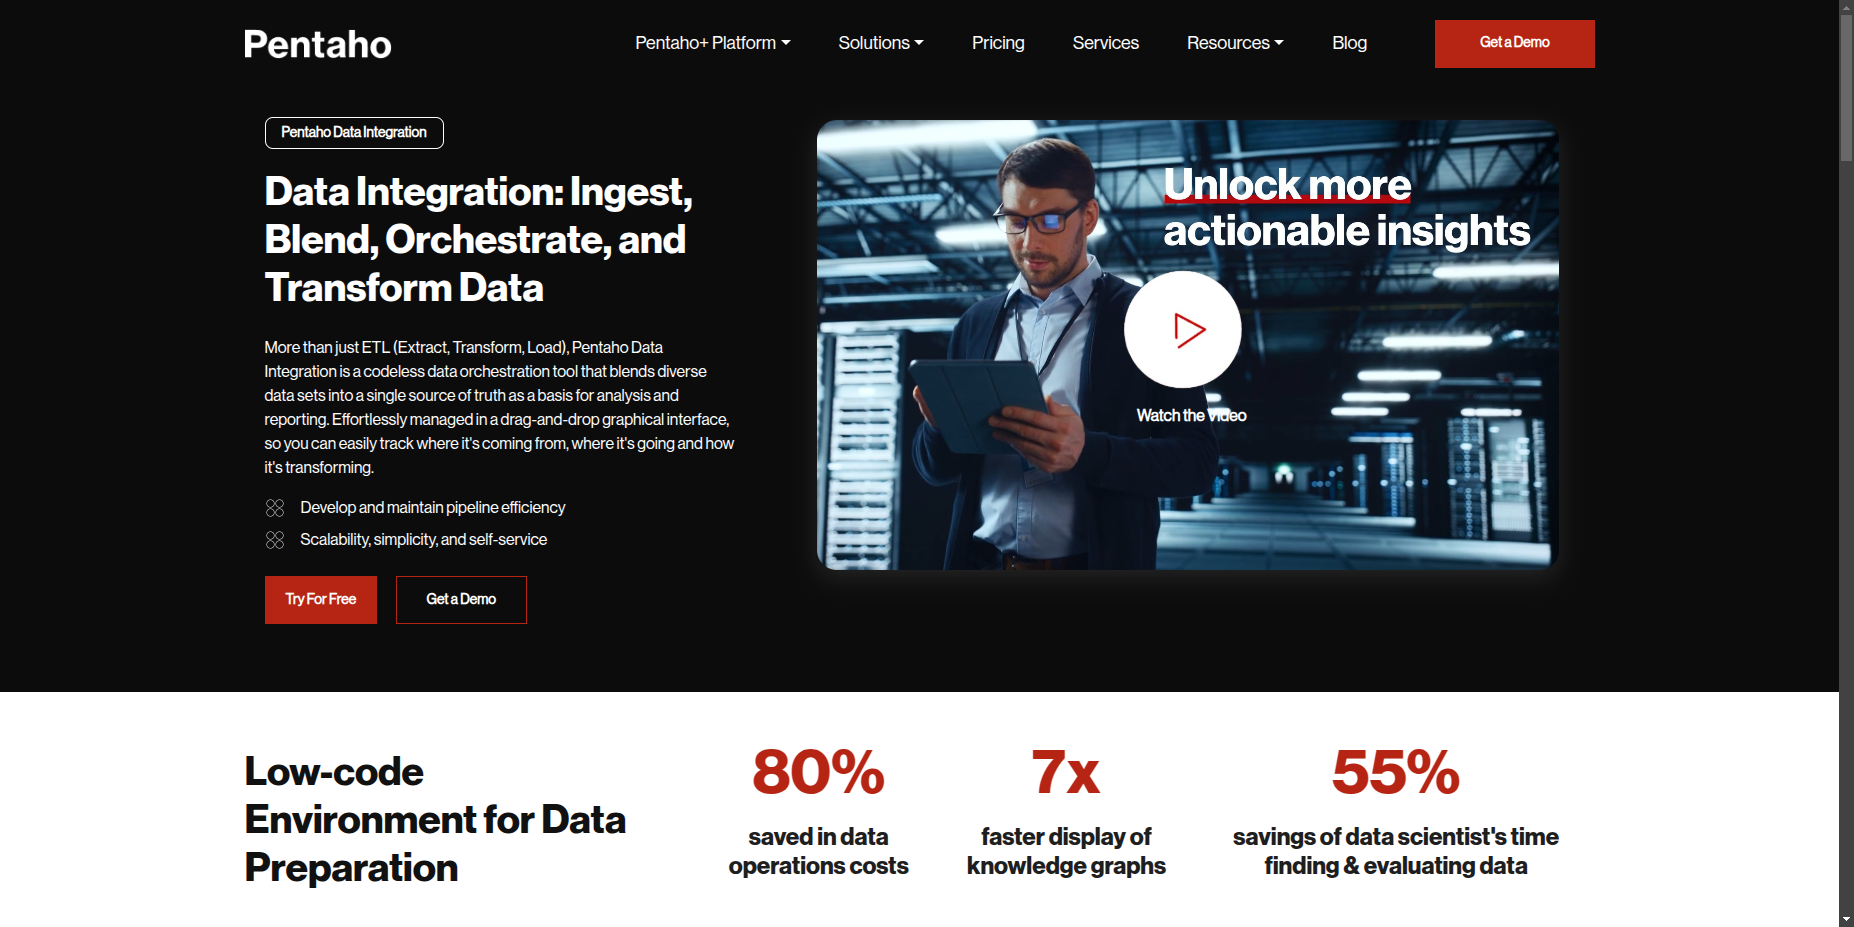 Pentaho
Pentaho+ Platform
Solutions
Pricing
Services
Resources
Blog
Get a Demo
Pentaho Data Integration
Data Integration: Ingest,
Blend, Orchestrate, and
Transform Data
More than just ETL (Extract, Transform, Load), Pentaho Data
Integration is a codeless data orchestration tool that blends diverse
data sets into a single source of truth as a basis for analysis and
reporting. Effortlessly managed in a drag-and-drop graphical interface,
so you can easily track where it's coming from, where it's going and how
it's transforming.
Develop and maintain pipeline efficiency
Scalability, simplicity, and self-service
Try For Free
Get a Demo
Unlock more
actionable insights
Watch the Video
Low-code
Environment for Data
Preparation
80%
saved in data
operations costs
7x
faster display of
knowledge graphs
55%
savings of data scientist's time
finding & evaluating data